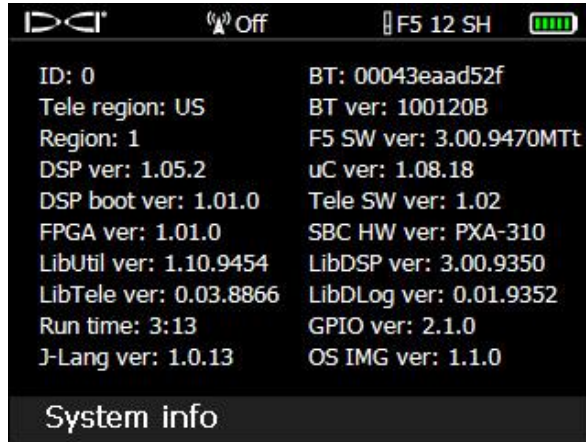 Off
F5 12 SH
ID: 0
BT: 00043eaad52f
Tele region: US
BT ver: 100120B
Region: 1
F5 SW ver: 3.00.9470MTt
DSP ver: 1.05.2
uC ver: 1.08.18
DSP boot ver: 1.01.0
Tele SW ver: 1.02
FPGA ver: 1.01.0
SBC HW ver: PXA-310
LibUtil ver: 1.10.9454
LibDSP ver: 3.00.9350
LibTele ver: 0.03.8866
LibDLog ver: 0.01.9352
Run time: 3:13
GPIO ver: 2.1.0
J-Lang ver: 1.0.13
OS IMG ver: 1.1.0
System info